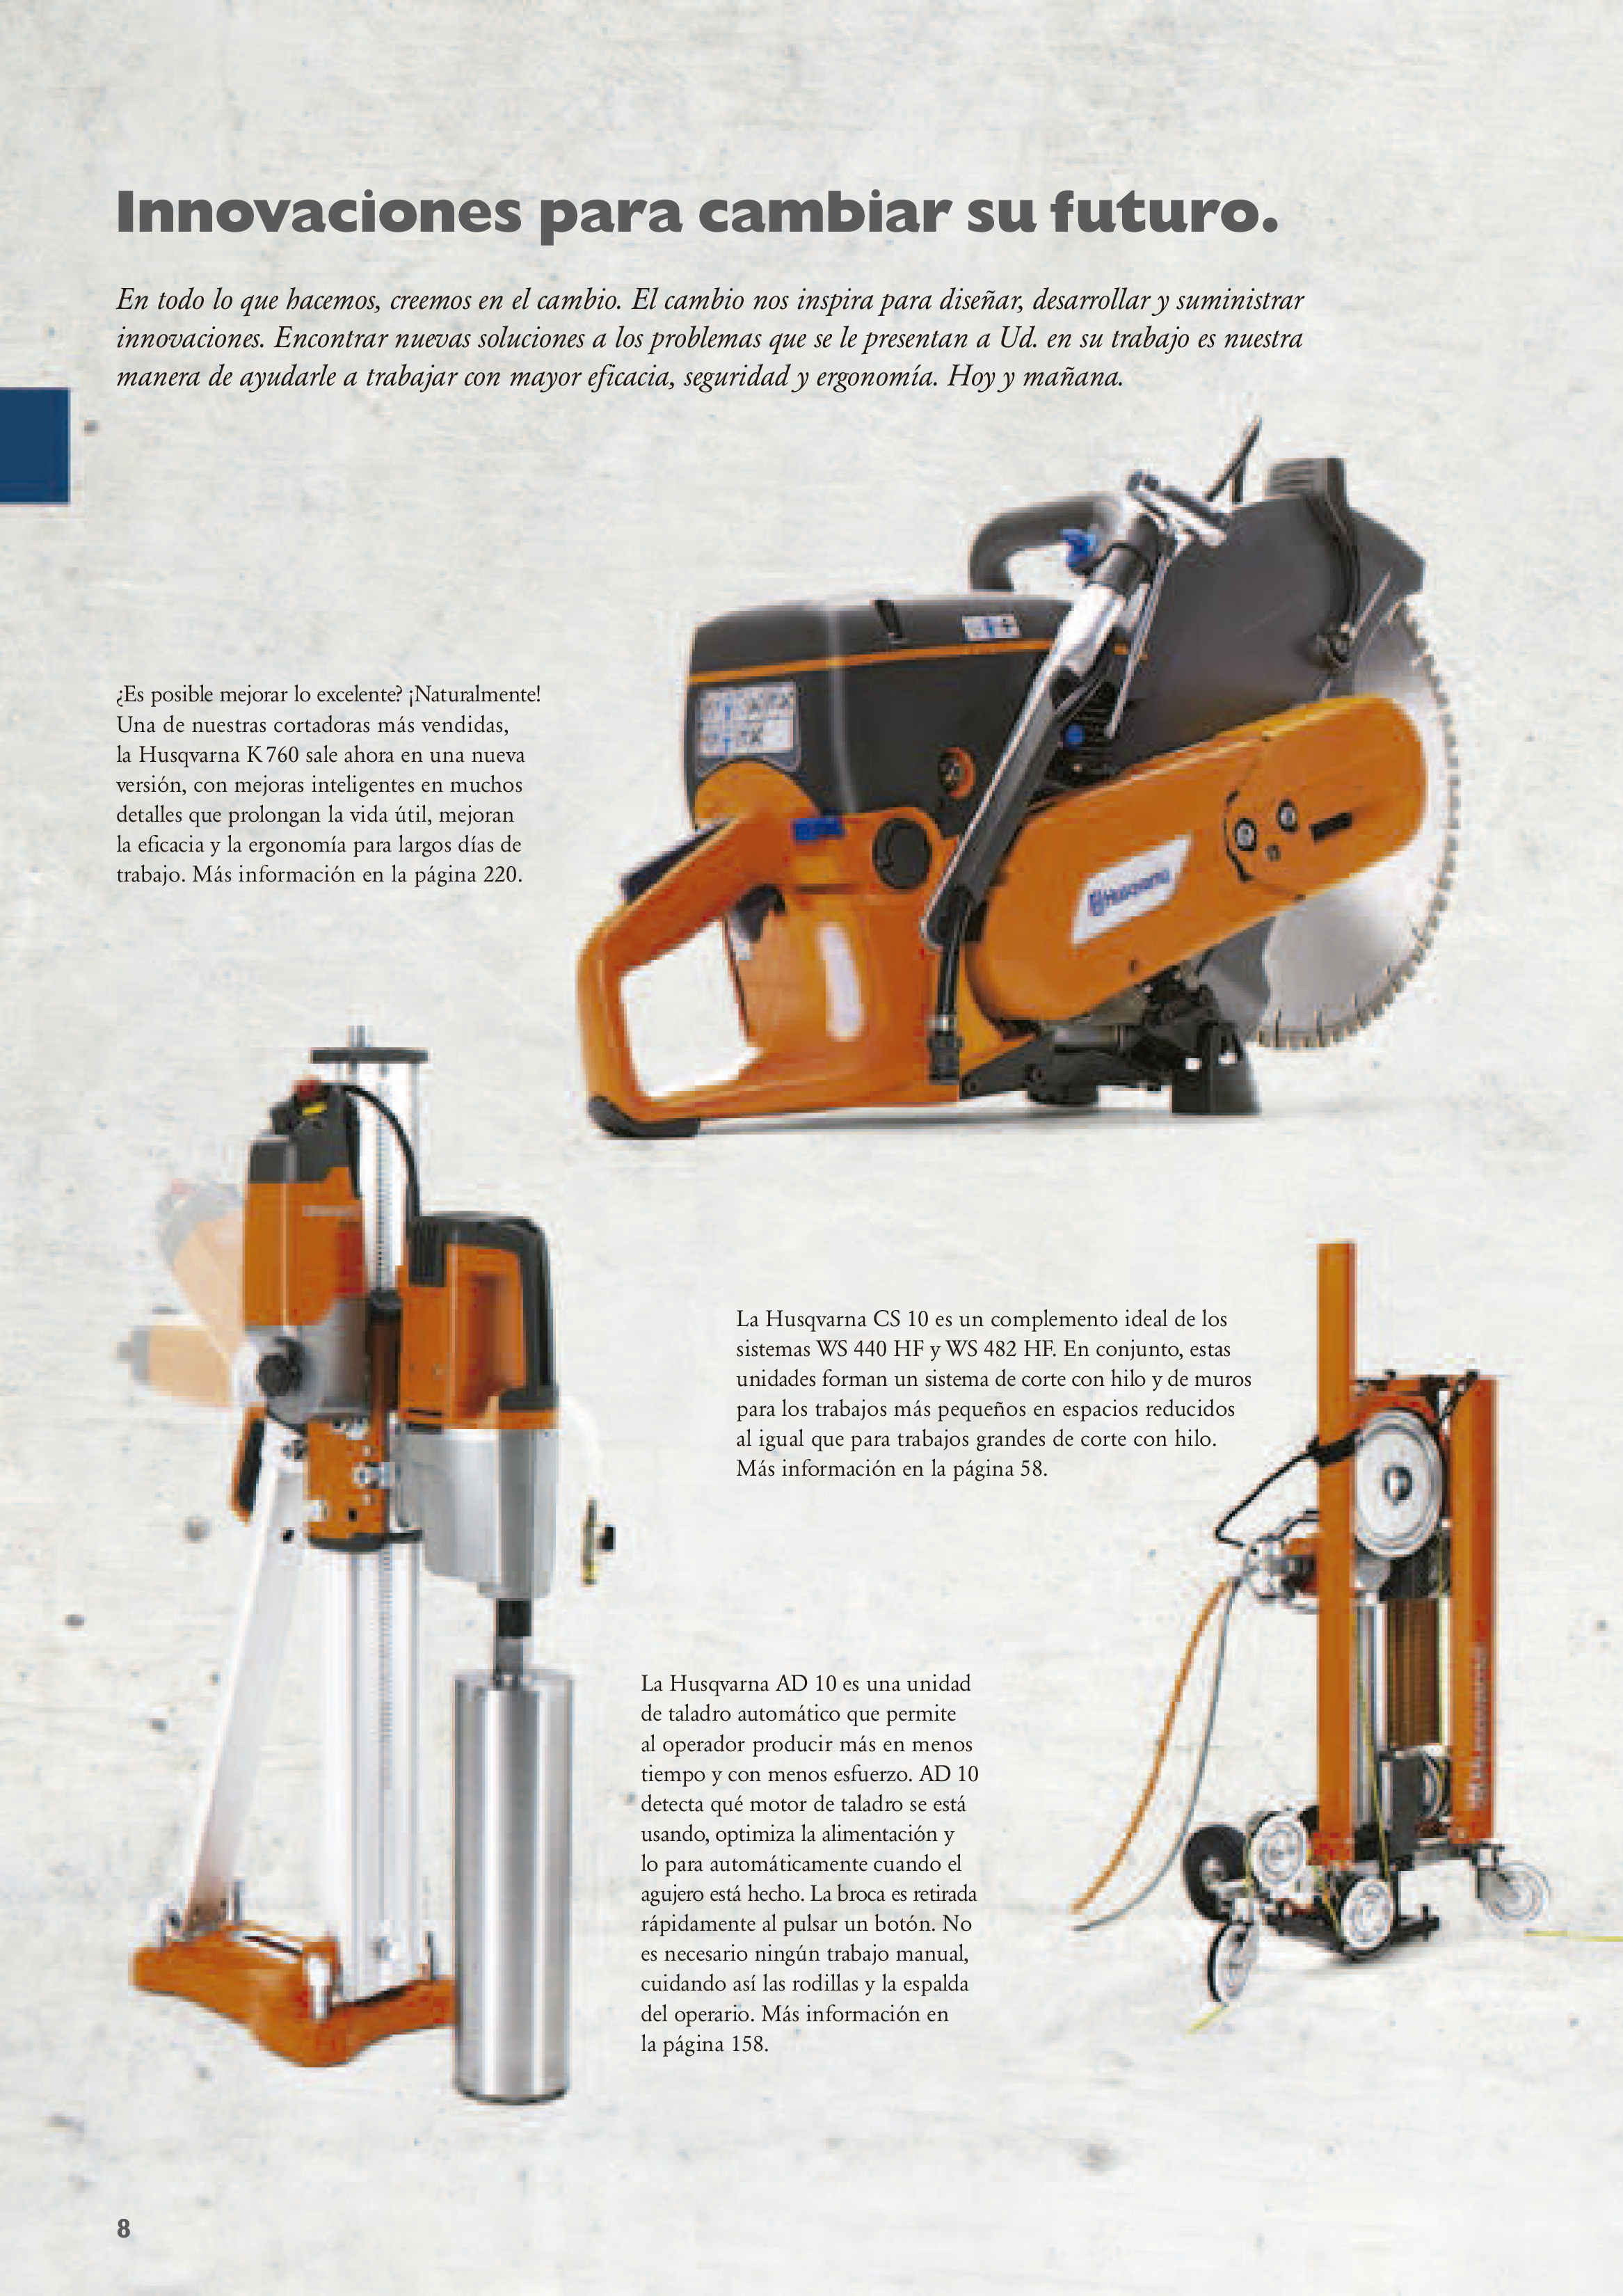 Innovaciones para cambiar su futuro.
En todo lo que hacemos, creemos en el cambio. El cambio nos inspira para diseñar, desarrollar y suministrar
innovaciones. Encontrar nuevas soluciones a los problemas que se le presentan a Ud. en su trabajo es nuestra
manera de ayudarle a trabajar con mayor eficacia, seguridad y ergonomía. Hoy y mañana.
¿Es posible mejorar lo excelente? ¡Naturalmente!
Una de nuestras cortadoras más vendidas,
la Husqvarna K 760 sale ahora en una nueva
versión, con mejoras inteligentes en muchos
detalles que prolongan la vida útil, mejoran
la eficacia y la ergonomía para largos días de
trabajo. Más información en la página 220.
Husqvarna
La Husqvarna CS 10 es un complemento ideal de los
sistemas WS 440 HF y WS 482 HF. En conjunto, estas
unidades forman un sistema de corte con hilo y de muros
para los trabajos más pequeños en espacios reducidos
al igual que para trabajos grandes de corte con hilo.
Más información en la página 58.
La Husqvarna AD 10 es una unidad
de taladro automático que permite
al operador producir más en menos
tiempo y con menos esfuerzo. AD 10
detecta qué motor de taladro se está
usando, optimiza la alimentación y
lo para automáticamente cuando el
agujero está hecho. La broca es retirada
rápidamente al pulsar un botón. No
es necesario ningún trabajo manual,
cuidando así las rodillas y la espalda
del operario. Más información en
la página 158.
8